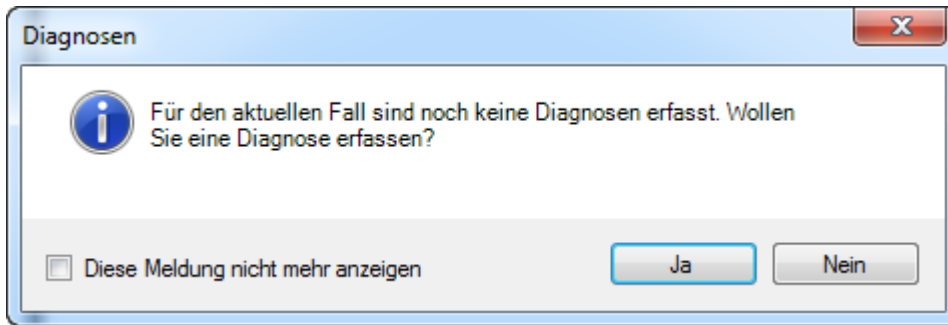 Diagnosen
Für den aktuellen Fall sind noch keine Diagnosen erfasst. Wollen
Sie eine Diagnose erfassen?
Diese Meldung nicht mehr anzeigen
Ja
Nein